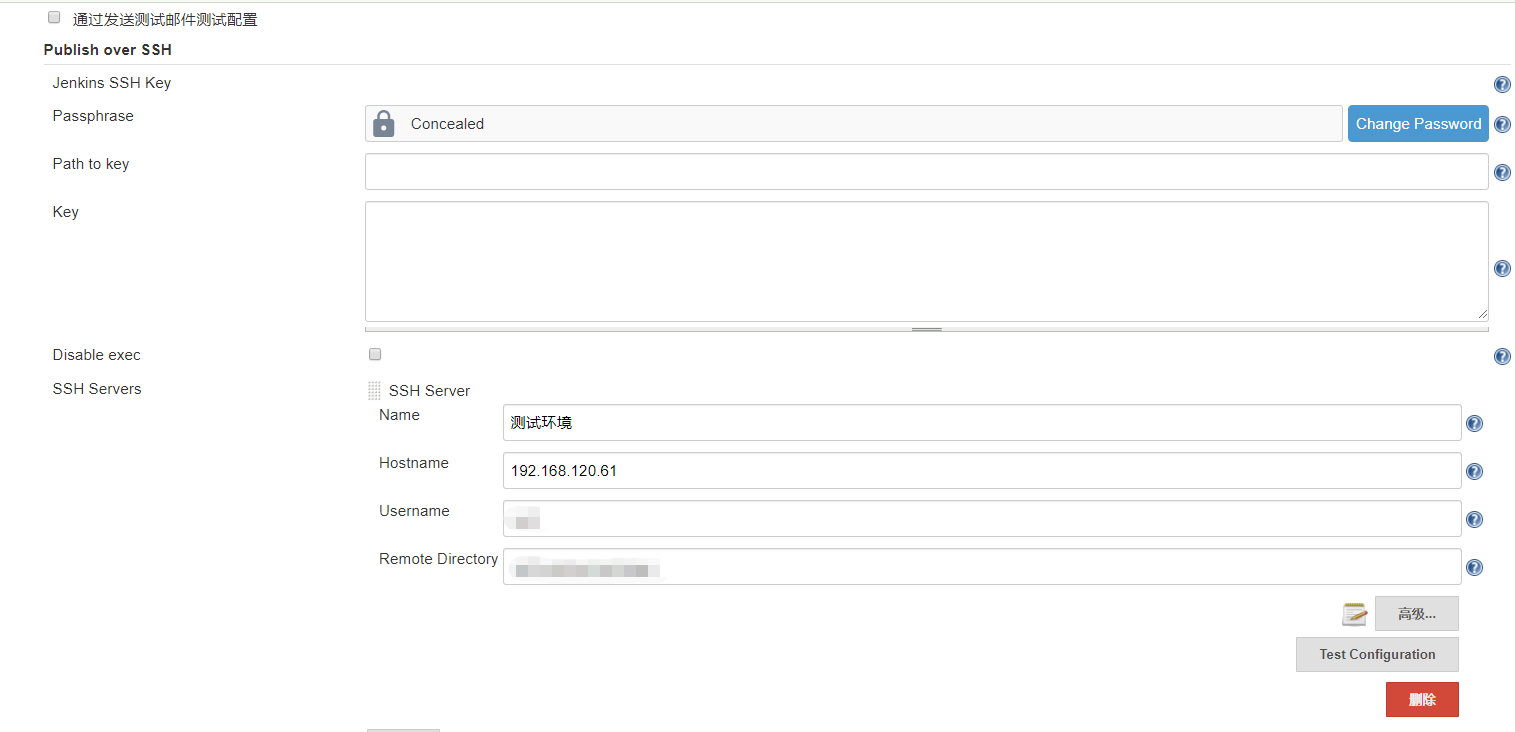 通过发送测试邮件测试配置
Publish over SSH
Jenkins SSH Key
Passphrase
Concealed
Change Password
Path to key
Key
Disable exec
SSH Servers
SSH Server
Name
测试环境
Hostname
192.168.120.61
Username
Remote Directory
高级...
Test Configuration
删除